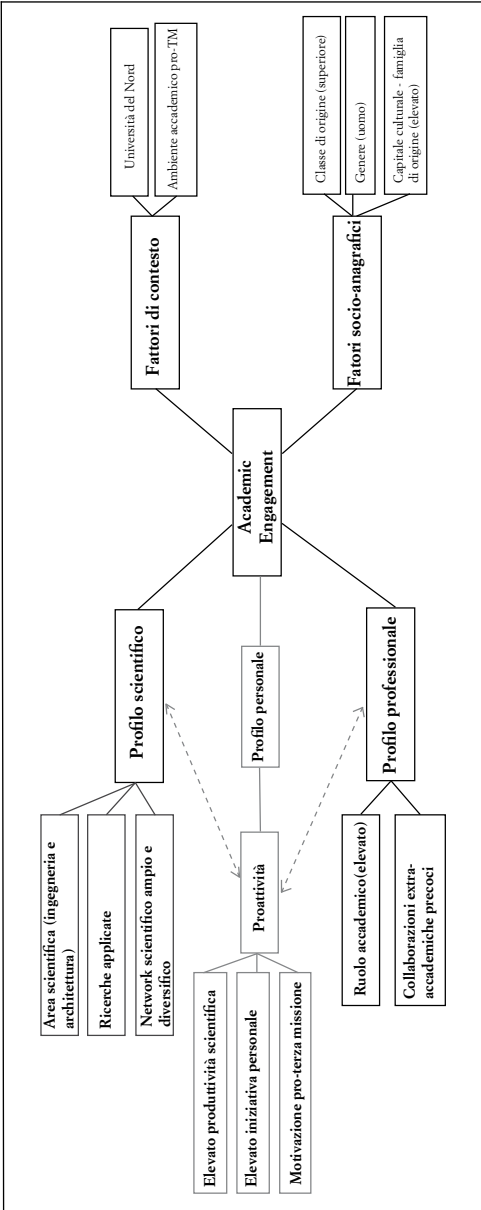 Area scientifica (ingegneria e
architettura)
Ricerche applicate
Network scientifico ampio e
diversifico
Profilo scientifico
Fattori di contesto
Università del Nord
Ambiente accademico pro-TM
Elevato produttività scientifica
Elevato iniziativa personale
Motivazione pro-terza missione
Proattività
Profilo personale
Academic
Engagement
Ruolo accademico(elevato)
Collaborazioni extra-
accademiche precoci
Profilo professionale
Fatori socio-anagrafici
Classe di origine (superiore)
Genere (uomo)
Capitale culturale - famiglia
di origine (elevato)